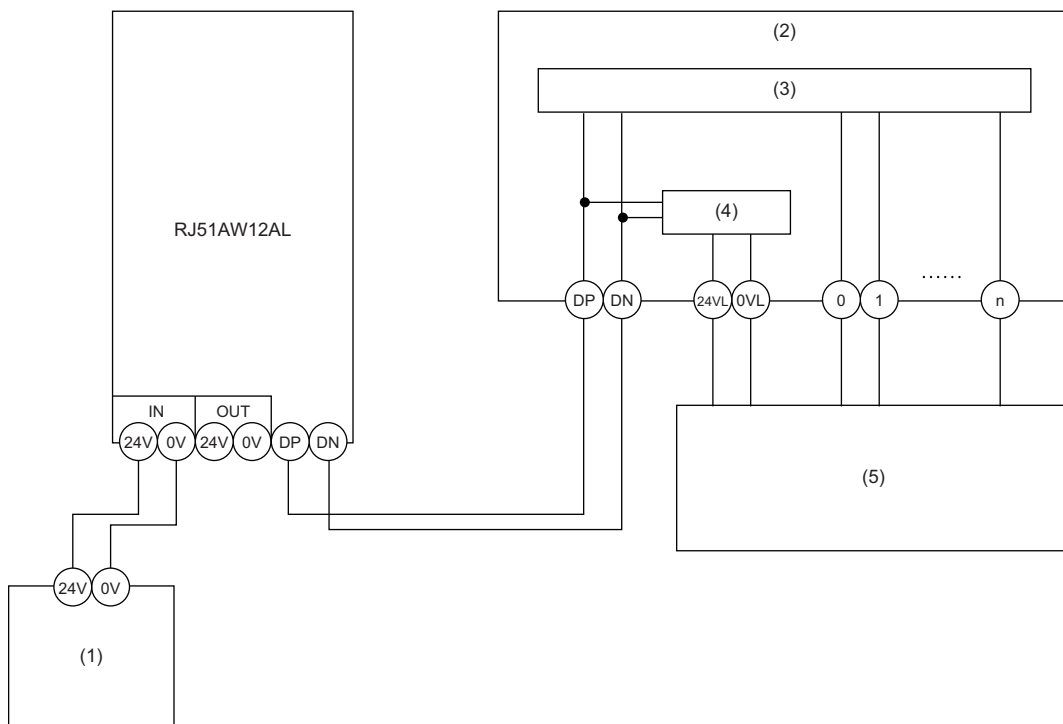 (2)
(3)
RJ51AW12AL
(4)
......
DP DN 24VL 0VL 0 1 n
IN OUT
24V 0V 24V 0V DP DN
(5)
24V 0V
(1)